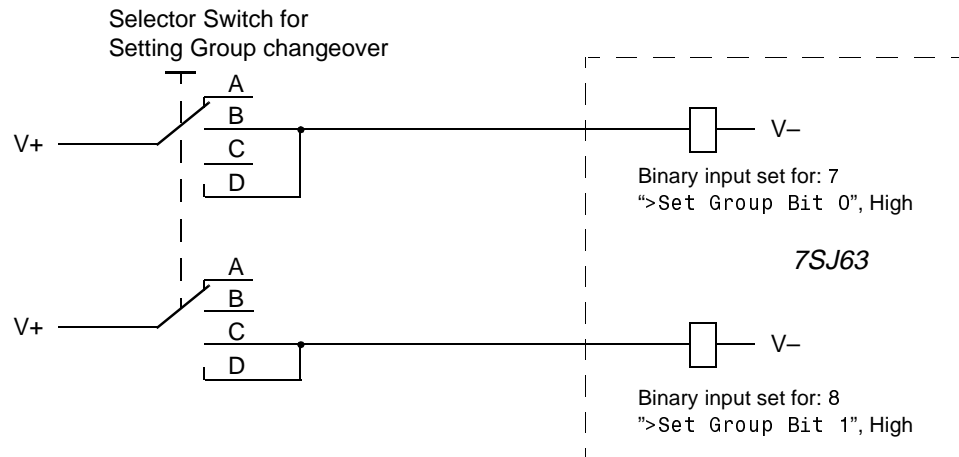 Selector Switch for
Setting Group changeover
A
B
C
D
V+
V–
Binary input set for: 7
“>Set Group Bit 0”, High
7SJ63
A
B
C
D
V+
V–
Binary input set for: 8
”>Set Group Bit 1”, High